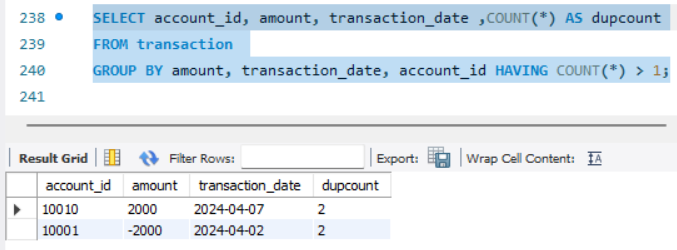 238 SELECT account_id, amount, transaction_date ,COUNT(*) AS dupcount
239 FROM transaction
240 GROUP BY amount, transaction_date, account_id HAVING COUNT(*) > 1;
241
Result Grid Filter Rows: Export: Wrap Cell Content: IA
account_id amount transaction_date dupcount
10010 2000 2024-04-07 2
10001 -2000 2024-04-02 2